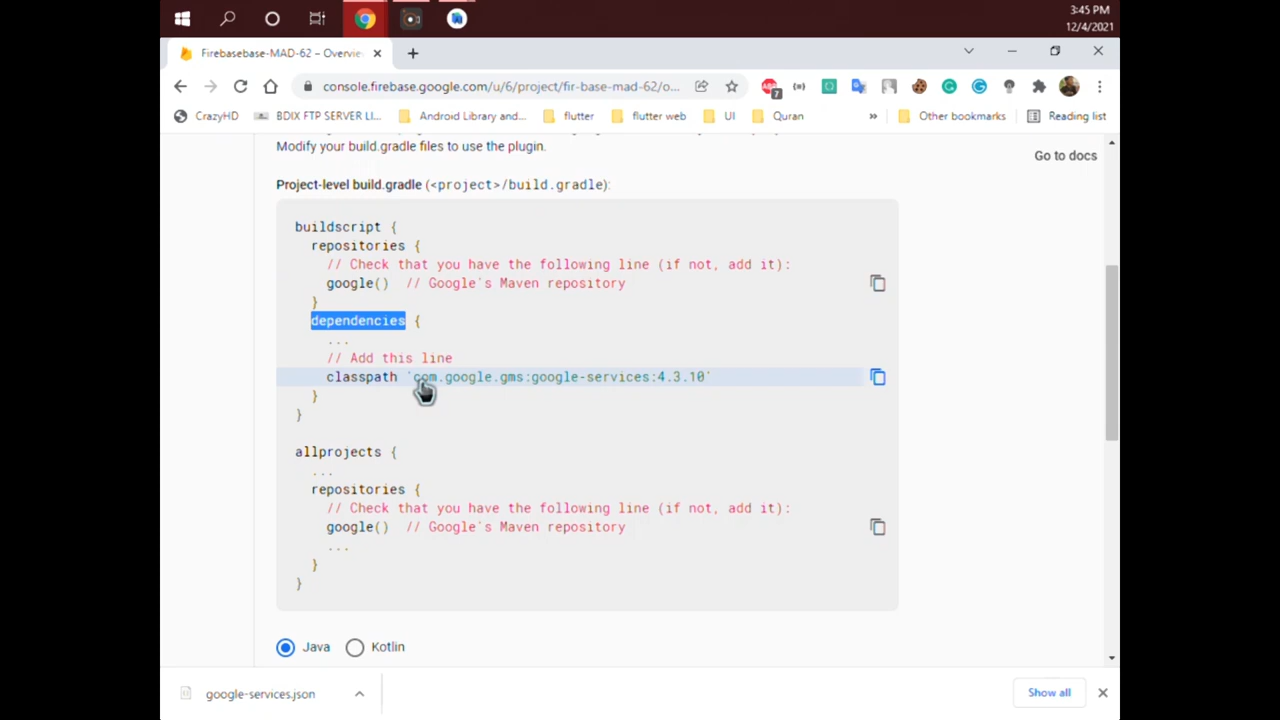 3:45 PM
12/4/2021
Firebasebase-MAD-62 – Overvie
console.firebase.google.com/u/6/project/fir-base-mad-62/o...
7
CrazyHD
BDIX FTP SERVER LI...
Android Library and...
flutter
flutter web
UI
Quran
»
Other bookmarks
Reading list
Modify your build.gradle files to use the plugin.
Go to docs
Project-level build.gradle (<project>/build.gradle):
buildscript {
repositories {
// Check that you have the following line (if not, add it):
google()  // Google's Maven repository
}
dependencies {
...
// Add this line
classpath 'com.google.gms:google-services:4.3.10'
}
}
allprojects {
...
repositories {
// Check that you have the following line (if not, add it):
google()  // Google's Maven repository
...
}
}
Java
Kotlin
google-services.json
Show all